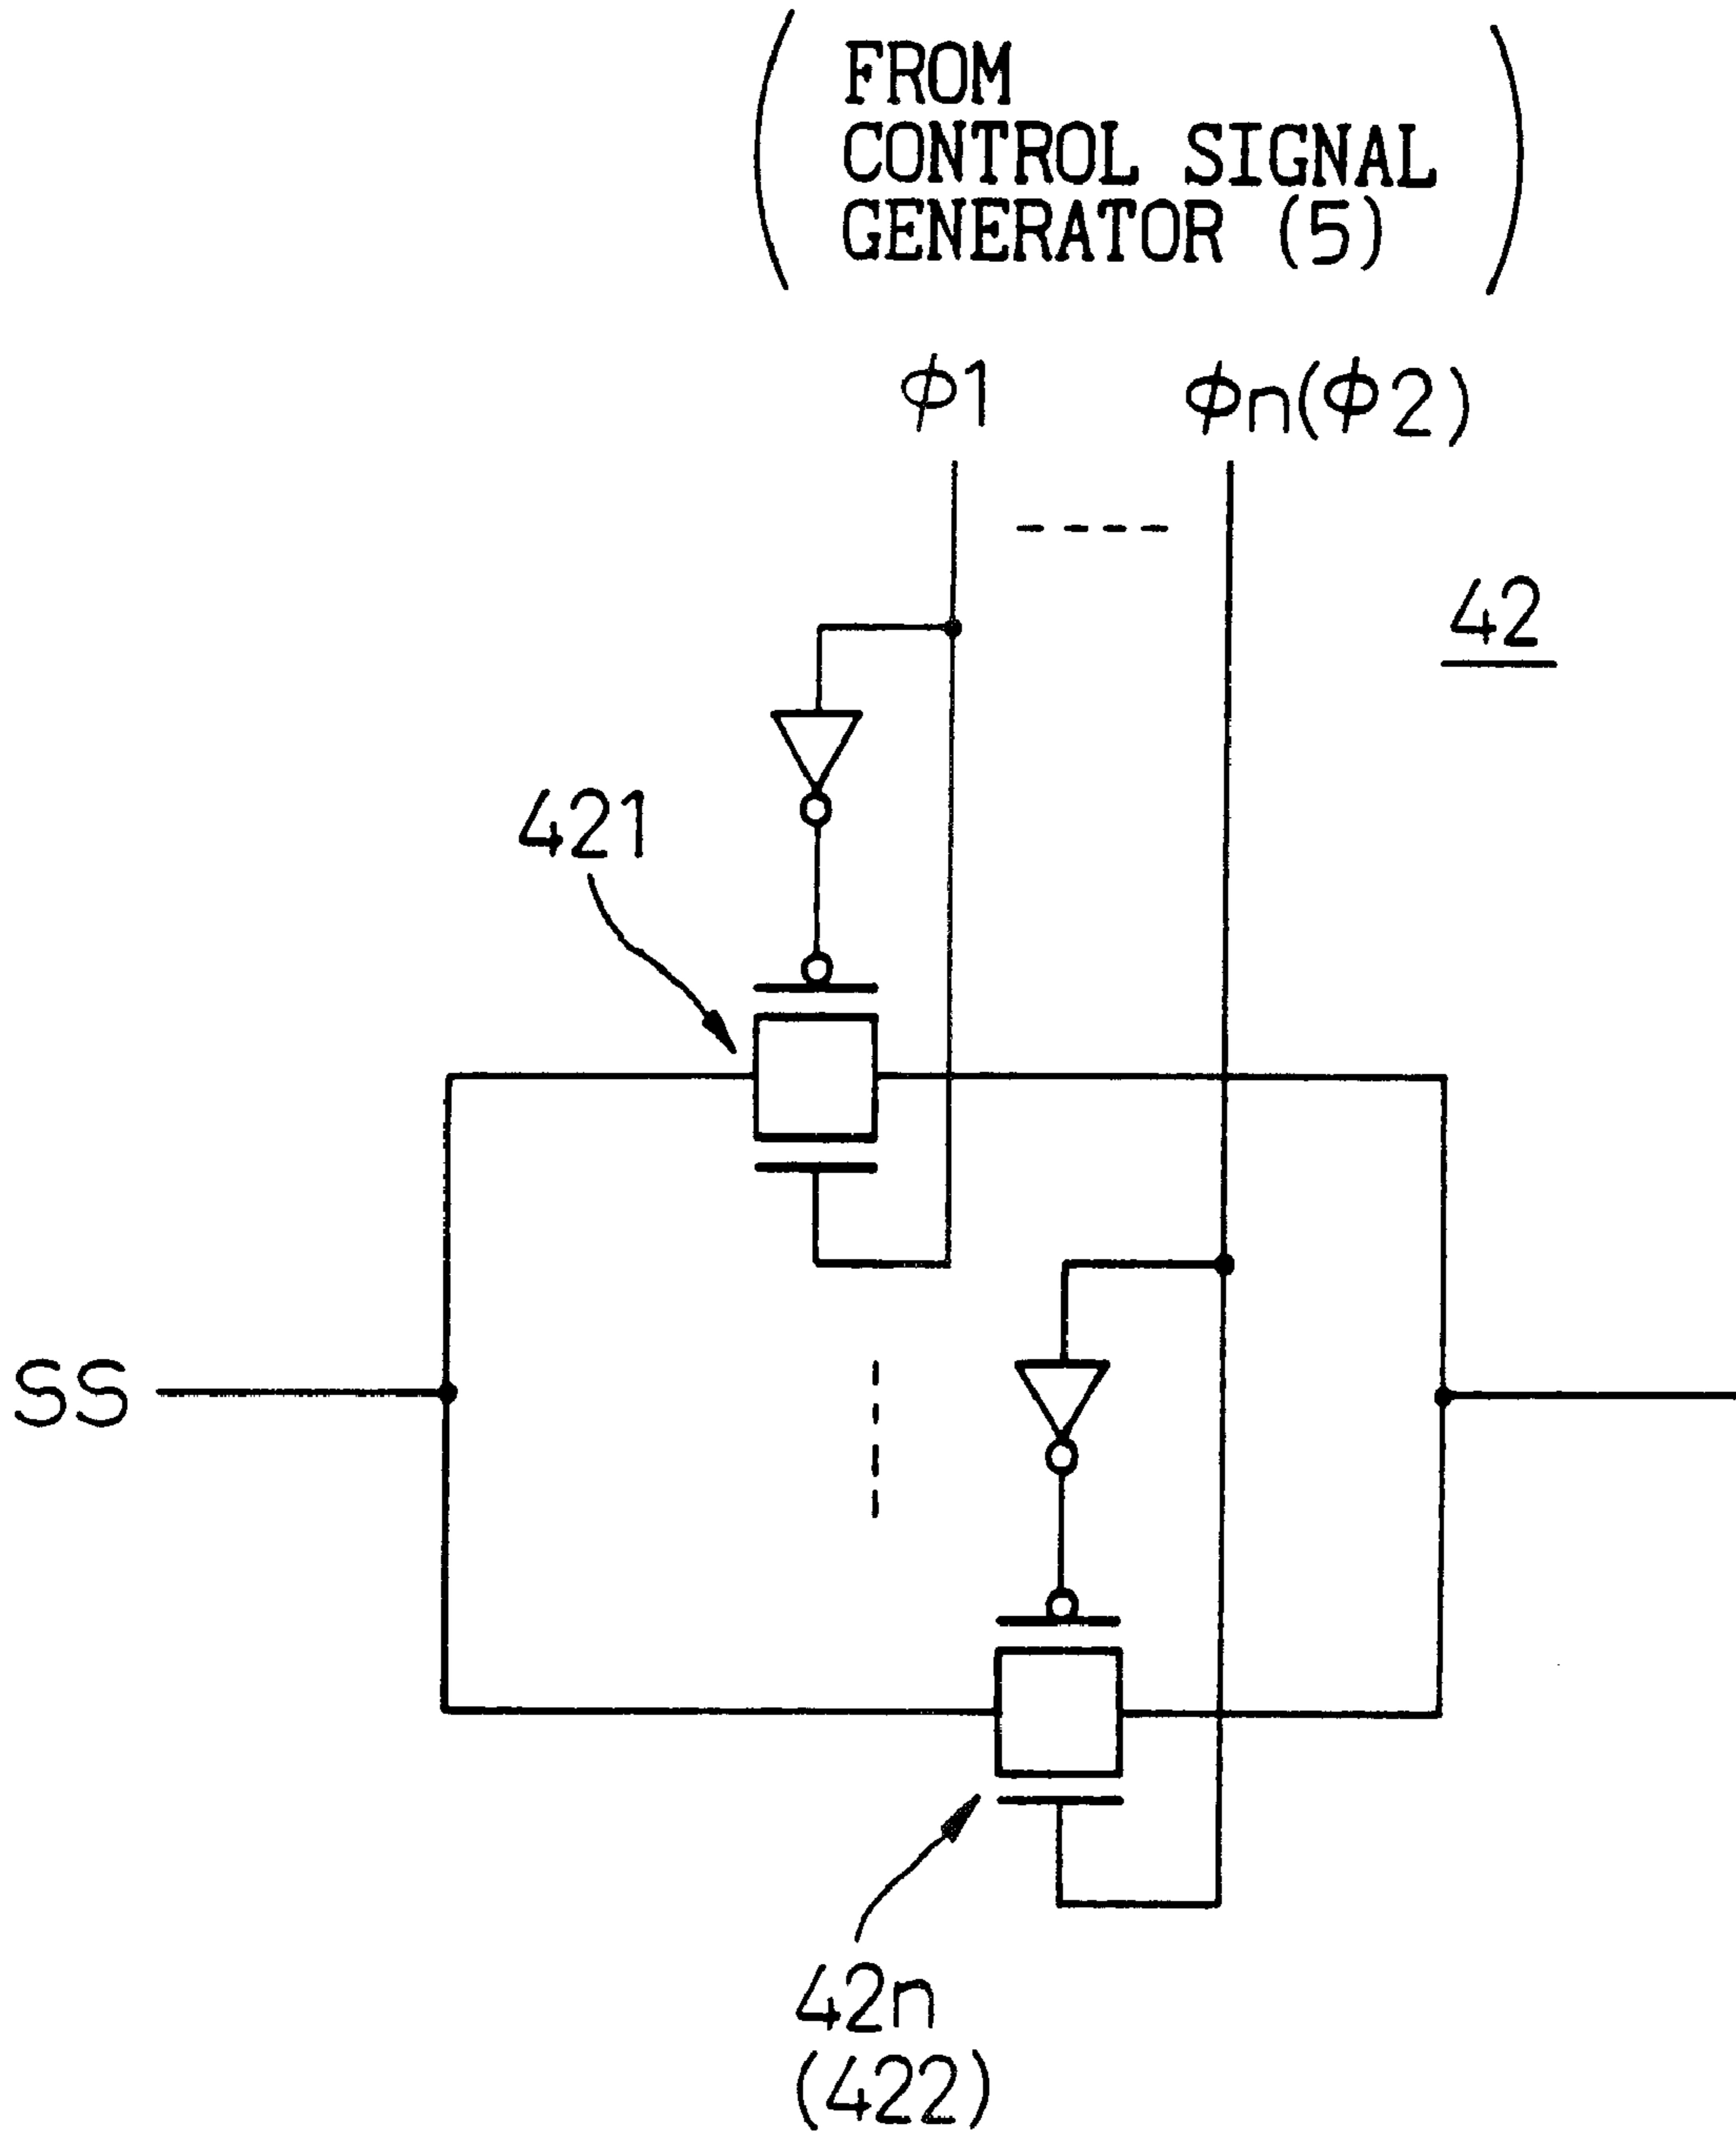 FROM
CONTROL SIGNAL
GENERATOR (5)
ϕ1 ϕn(ϕ2)
42
421
SS
42n
(422)